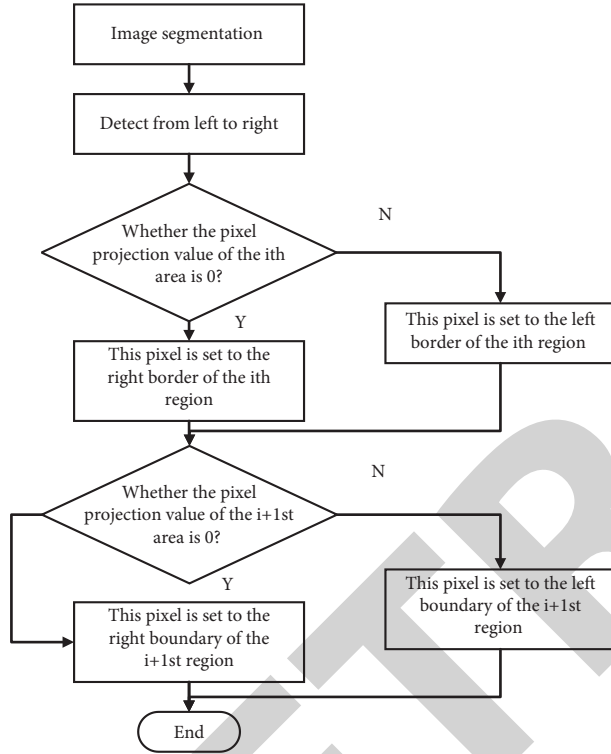 Image segmentation
Detect from left to right
Whether the pixel
projection value of the ith
area is 0?
N
Y
This pixel is set to the left
border of the ith region
This pixel is set to the
right border of the ith
region
Whether the pixel
projection value of the i+1st
area is 0?
N
Y
This pixel is set to the left
boundary of the i+1st
region
This pixel is set to the
right boundary of the
i+1st region
End